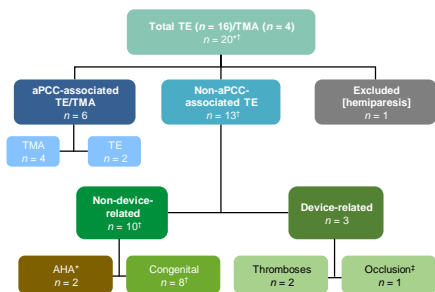 Total TE (n = 16)/TMA (n = 4)
n = 20*†
aPCC-associated
TE/TMA
n = 6
Non-aPCC-
associated TE
n = 13†
Excluded
[hemiparesis]
n = 1
TMA
n = 4
TE
n = 2
Non-device-
related
n = 10†
Device-related
n = 3
AHA*
n = 2
Congenital
n = 8†
Thromboses
n = 2
Occlusion‡
n = 1